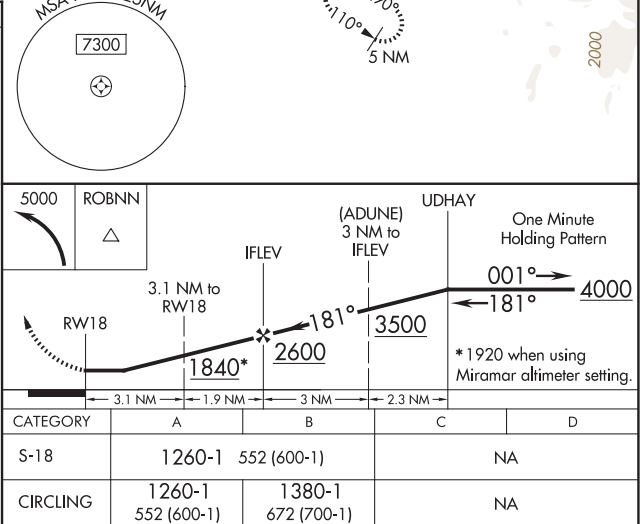 7300
110°
5 NM
2000
5000
ROBNN
UDHAY
(ADUNE)
3 NM to
IFLEV
One Minute
Holding Pattern
IFLEV
3.1 NM to
RW18
001°
181°
4000
RW18
181°
3500
2600
1840*
*1920 when using
Miramar altimeter setting.
3.1 NM 1.9 NM 3 NM 2.3 NM
CATEGORY A B C D
S-18 1260-1 552 (600-1) NA
CIRCLING 1260-1 1380-1 NA
552 (600-1) 672 (700-1)